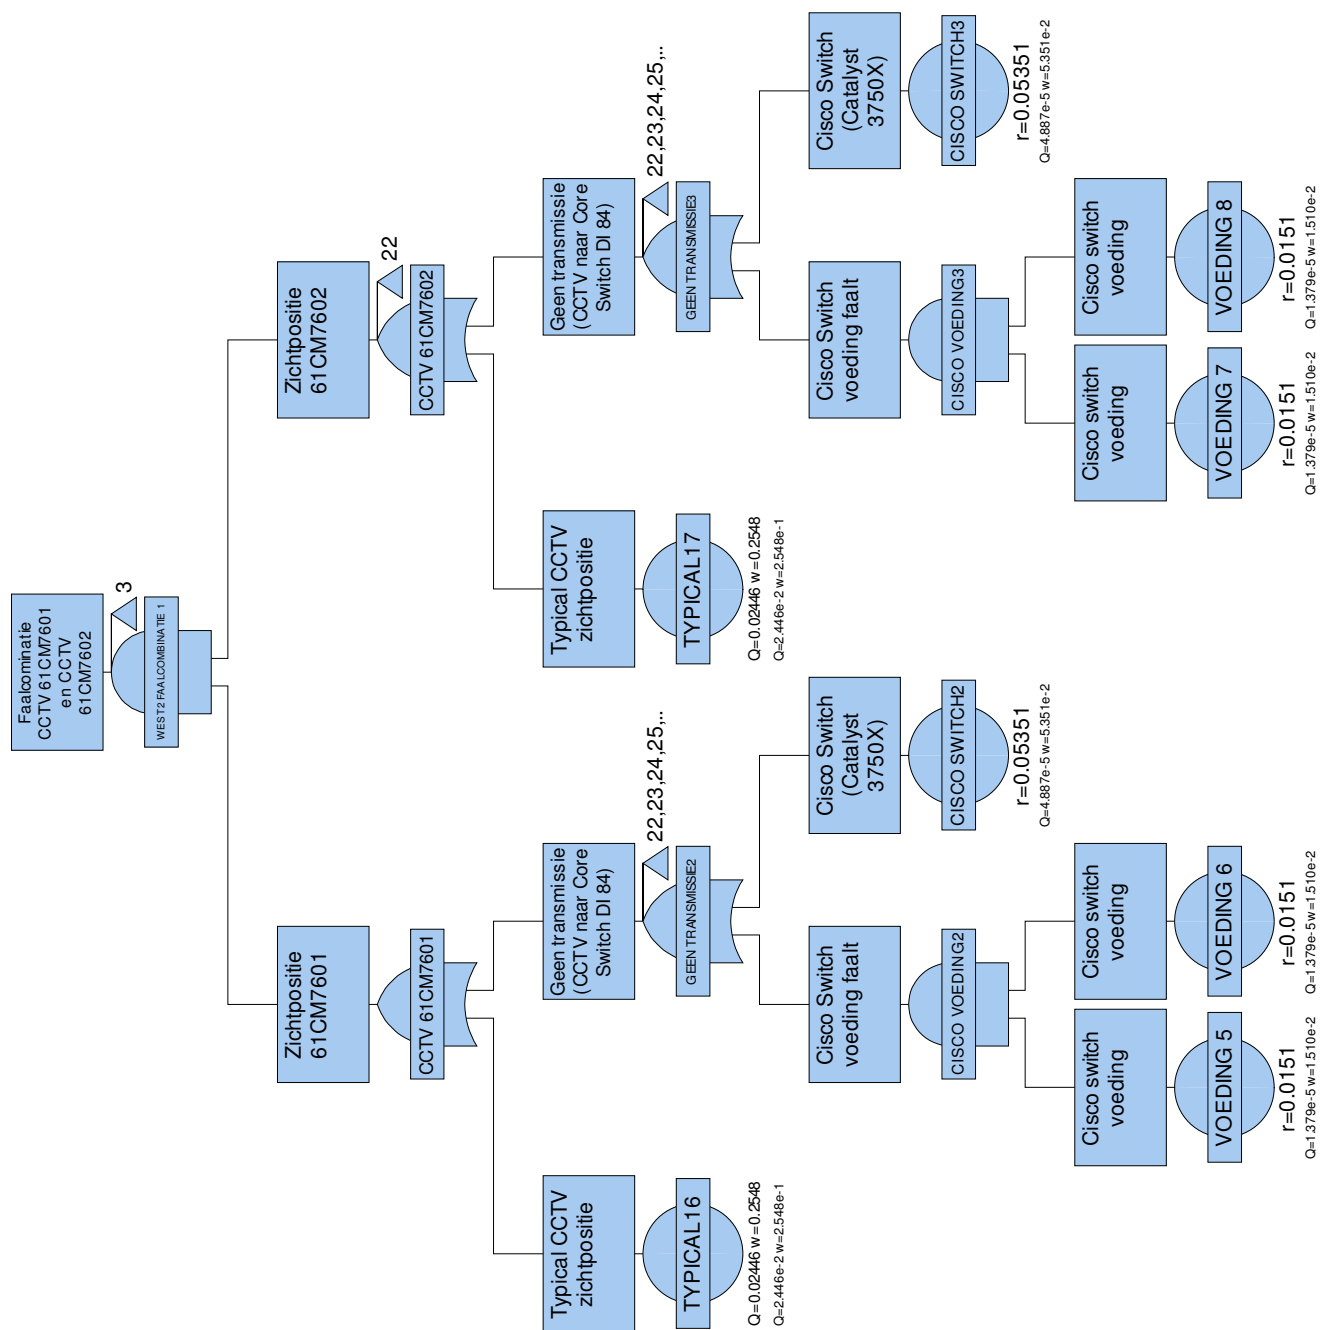 Faalcominatie
CCTV 61CM7601
en CCTV
61CM7602
3
WEST2 FAALCOMBINATIE 1
Zichtpositie
61CM7601
CCTV 61CM7601
Zichtpositie
61CM7602
22
CCTV 61CM7602
Typical CCTV
zichtpositie
TYPICAL16
Q=0.02446 w=0.2548
Q=2.446e-2 w=2.548e-1
Geen transmissie
(CCTV naar Core
Switch DI 84)
22,23,24,25,..
GEEN TRANSMISSIE2
Typical CCTV
zichtpositie
TYPICAL17
Q=0.02446 w=0.2548
Q=2.446e-2 w=2.548e-1
Geen transmissie
(CCTV naar Core
Switch DI 84)
22,23,24,25,..
GEEN TRANSMISSIE3
Cisco Switch
voeding faalt
CISCO VOEDING2
Cisco Switch
(Catalyst
3750X)
CISCO SWITCH2
r=0.05351
Q=4.887e-5 w=5.351e-2
Cisco Switch
voeding faalt
CISCO VOEDING3
Cisco Switch
(Catalyst
3750X)
CISCO SWITCH3
r=0.05351
Q=4.887e-5 w=5.351e-2
Cisco switch
voeding
VOEDING 5
r=0.0151
Q=1.379e-5 w=1.510e-2
Cisco switch
voeding
VOEDING 6
r=0.0151
Q=1.379e-5 w=1.510e-2
Cisco switch
voeding
VOEDING 7
r=0.0151
Q=1.379e-5 w=1.510e-2
Cisco switch
voeding
VOEDING 8
r=0.0151
Q=1.379e-5 w=1.510e-2